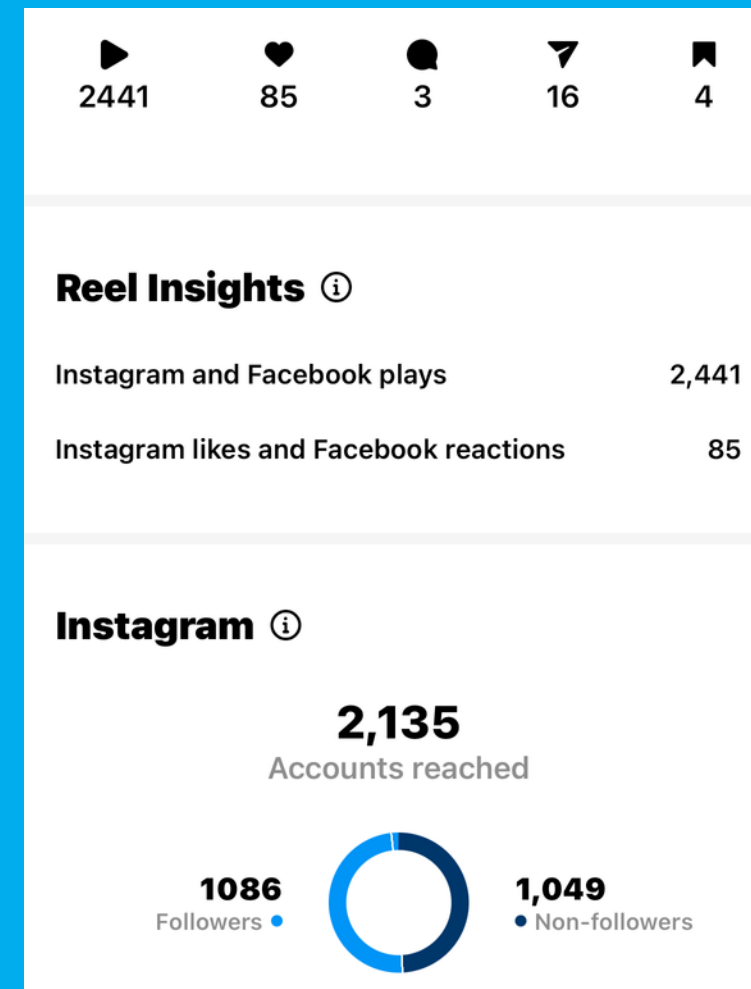 2441 85 3 16 4
Reel Insights
Instagram and Facebook plays 2,441
Instagram likes and Facebook reactions 85
Instagram
2,135
Accounts reached
1086 1,049
Followers Non-followers